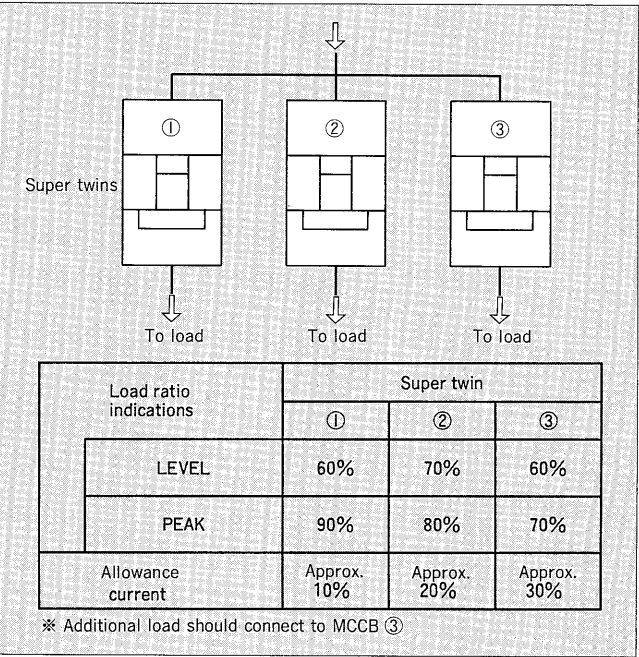 ① ② ③
Super twins
To load To load To load
Load ratio
indications
Super twin
① ② ③
LEVEL 60% 70% 60%
PEAK 90% 80% 70%
Allowance
current
Approx.
10%
Approx.
20%
Approx.
30%
※ Additional load should connect to MCCB ③